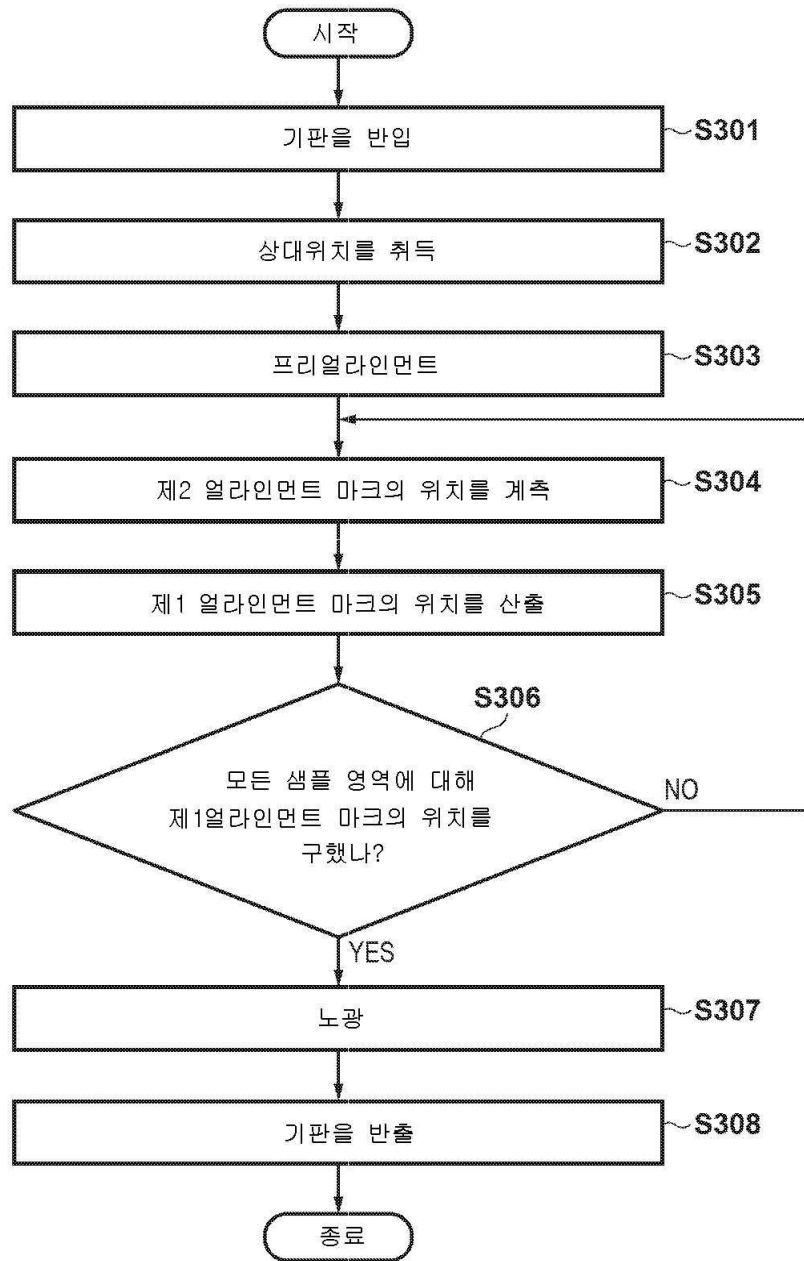 시작
기판을 반입
S301
상대위치를 취득
S302
프리얼라인먼트
S303
제2 얼라인먼트 마크의 위치를 계측
S304
제1 얼라인먼트 마크의 위치를 산출
S305
S306
모든 샘플 영역에 대해
제1얼라인먼트 마크의 위치를
구했나?
NO
YES
노광
S307
기판을 반출
S308
종료